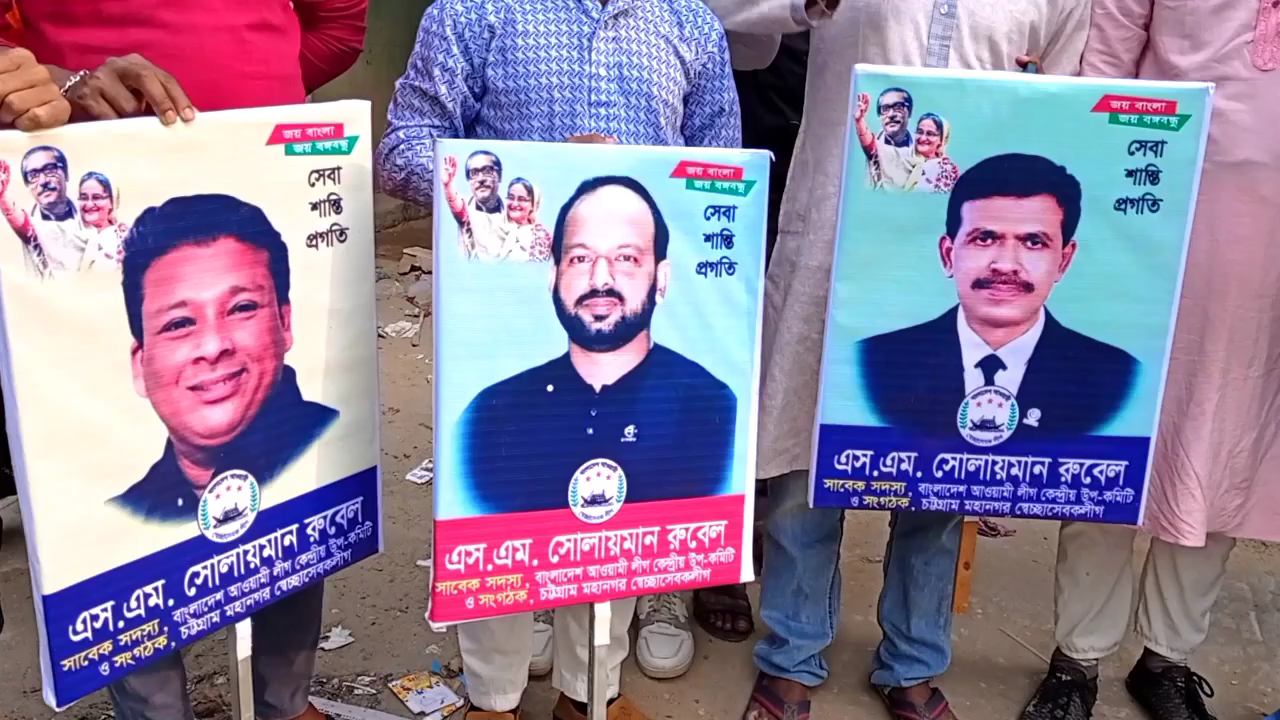 জয় বাংলা
জয় বঙ্গবন্ধু
সেবা
শান্তি
প্রগতি
এস.এম. সোলায়মান রুবেল
সাবেক সদস্য, বাংলাদেশ আওয়ামী লীগ কেন্দ্রীয় উপ-কমিটি
ও সংগঠক, চট্টগ্রাম মহানগর স্বেচ্ছাসেবকলীগ
জয় বাংলা
জয় বঙ্গবন্ধু
সেবা
শান্তি
প্রগতি
এস.এম. সোলায়মান রুবেল
সাবেক সদস্য, বাংলাদেশ আওয়ামী লীগ কেন্দ্রীয় উপ-কমিটি
ও সংগঠক, চট্টগ্রাম মহানগর স্বেচ্ছাসেবকলীগ
জয় বাংলা
জয় বঙ্গবন্ধু
সেবা
শান্তি
প্রগতি
এস.এম. সোলায়মান রুবেল
সাবেক সদস্য, বাংলাদেশ আওয়ামী লীগ কেন্দ্রীয় উপ-কমিটি
ও সংগঠক, চট্টগ্রাম মহানগর স্বেচ্ছাসেবকলীগ